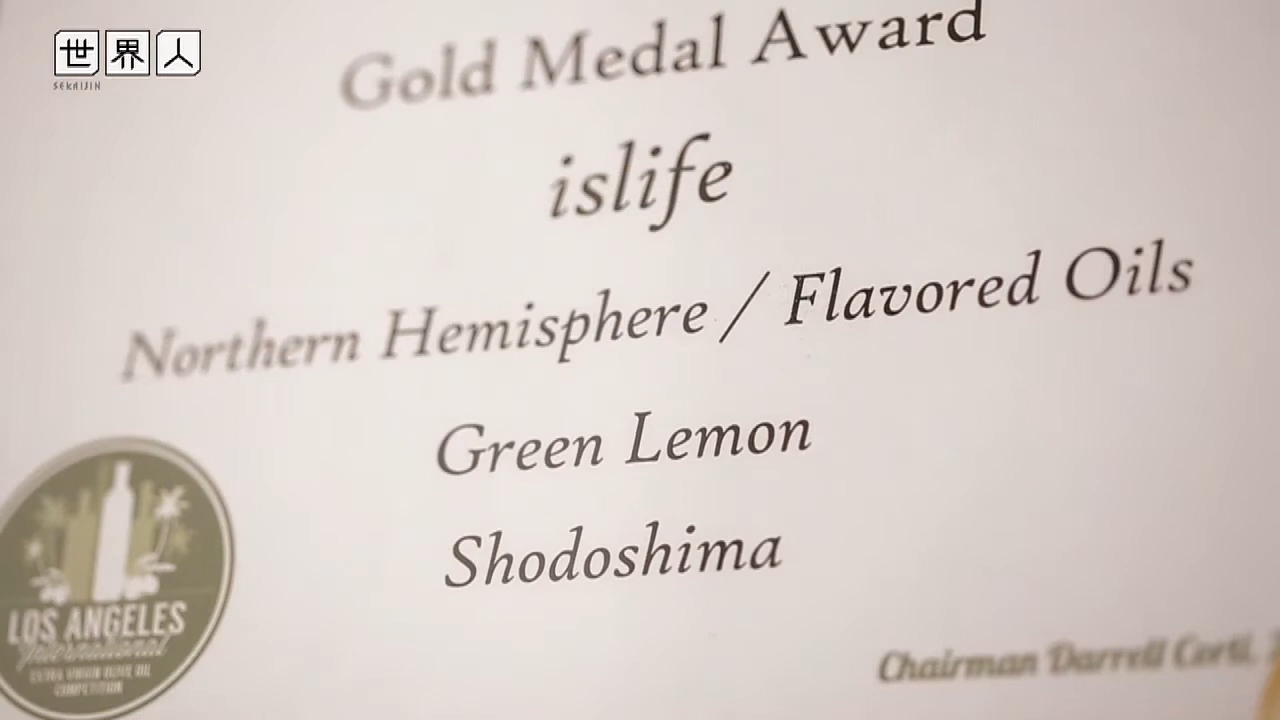 世界人
SEKAIJIN
Gold Medal Award
islife
Northern Hemisphere / Flavored Oils
Green Lemon
Shodoshima
LOS ANGELES
International
EXTRA VIRGIN OLIVE OIL
COMPETITION
Chairman Darrell Corti,